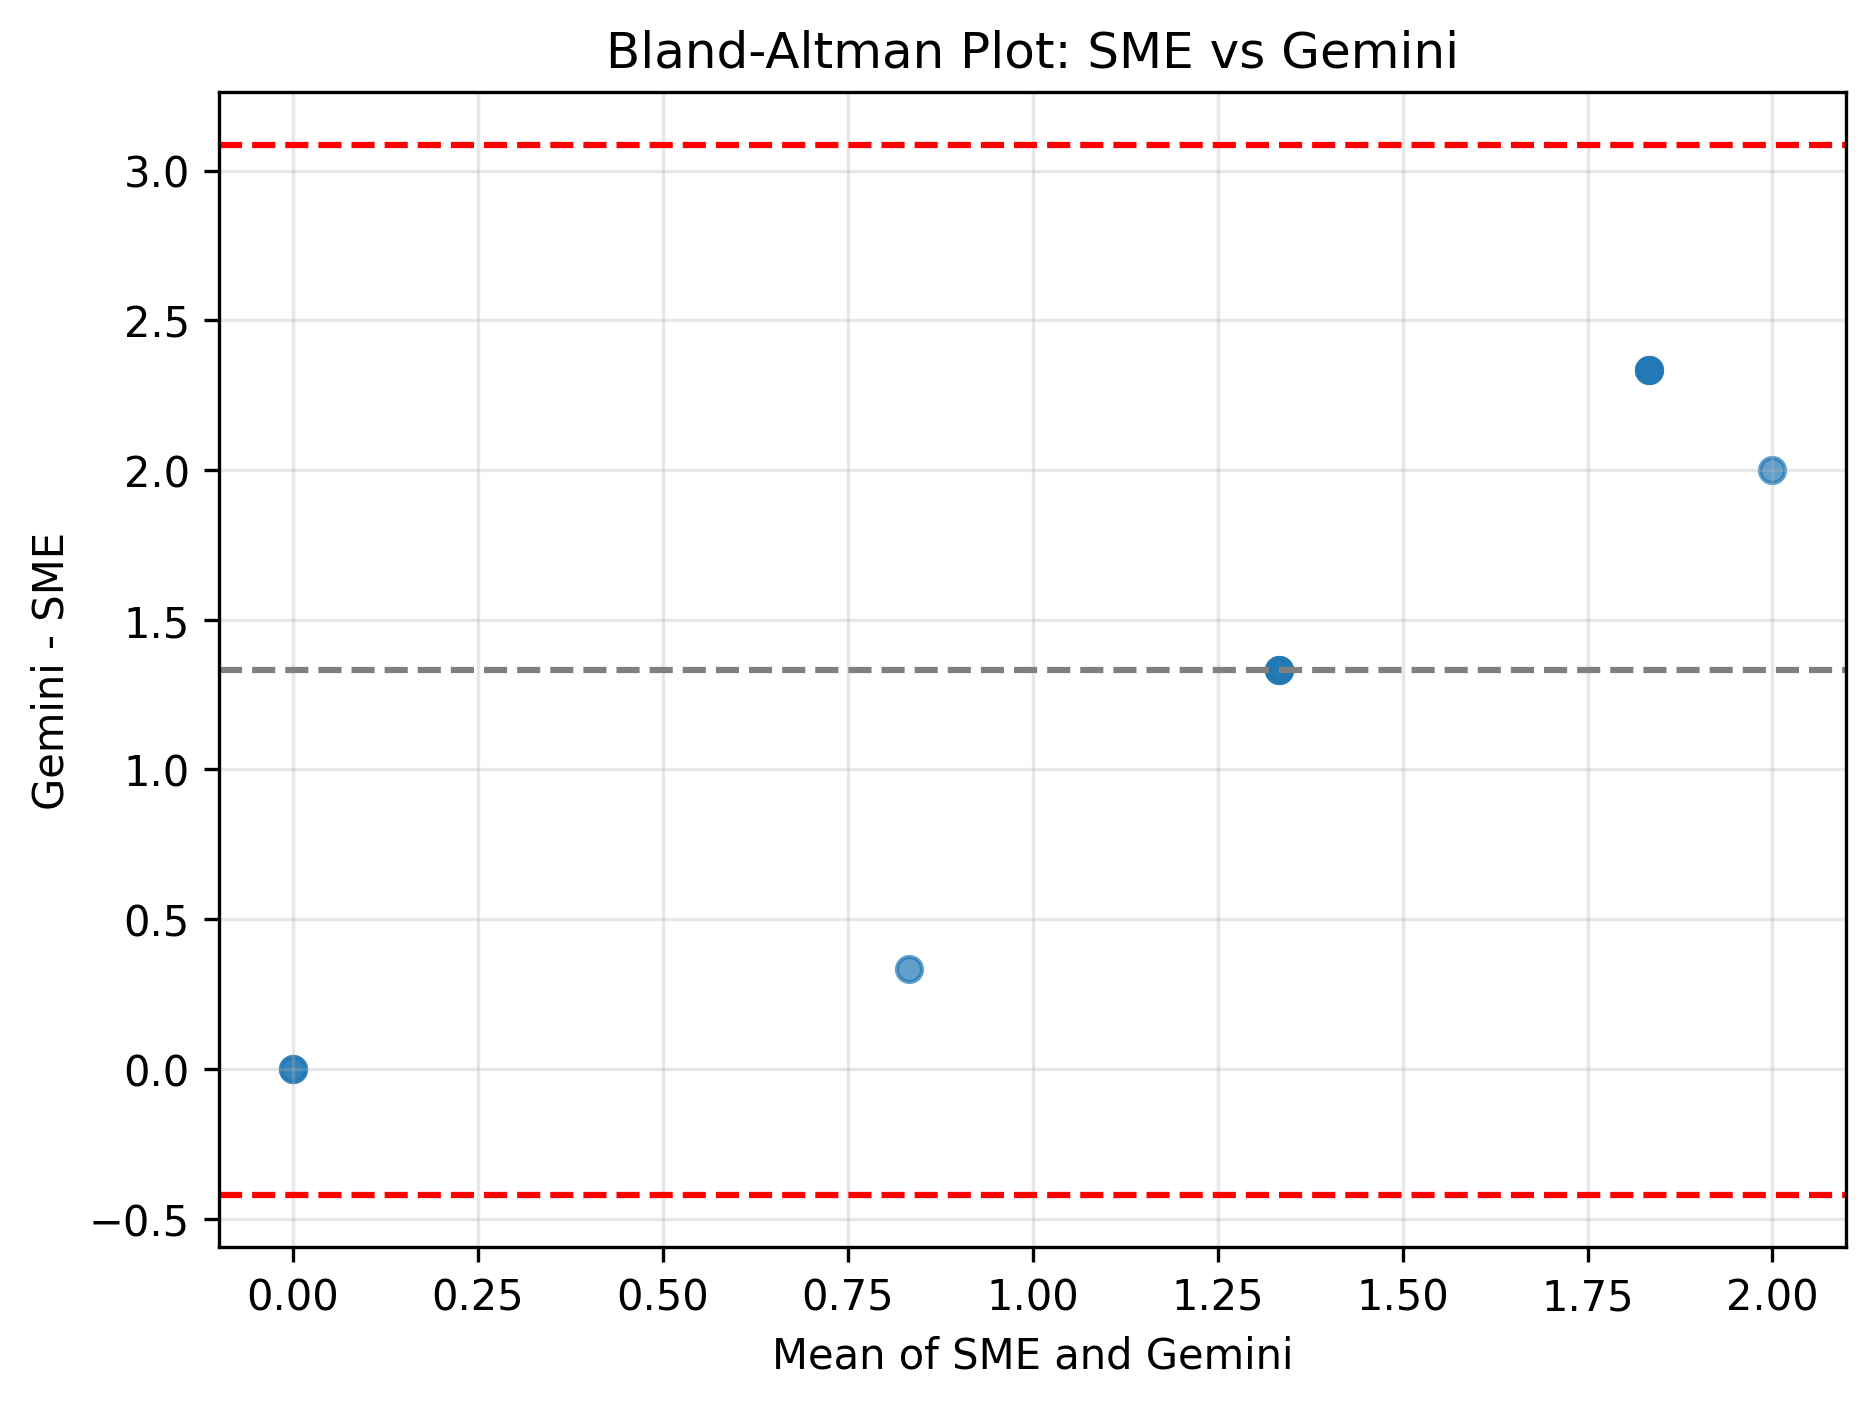 Bland-Altman Plot: SME vs Gemini
Gemini - SME
3.0
2.5
2.0
1.5
1.0
0.5
0.0
−0.5
0.00 0.25 0.50 0.75 1.00 1.25 1.50 1.75 2.00
Mean of SME and Gemini